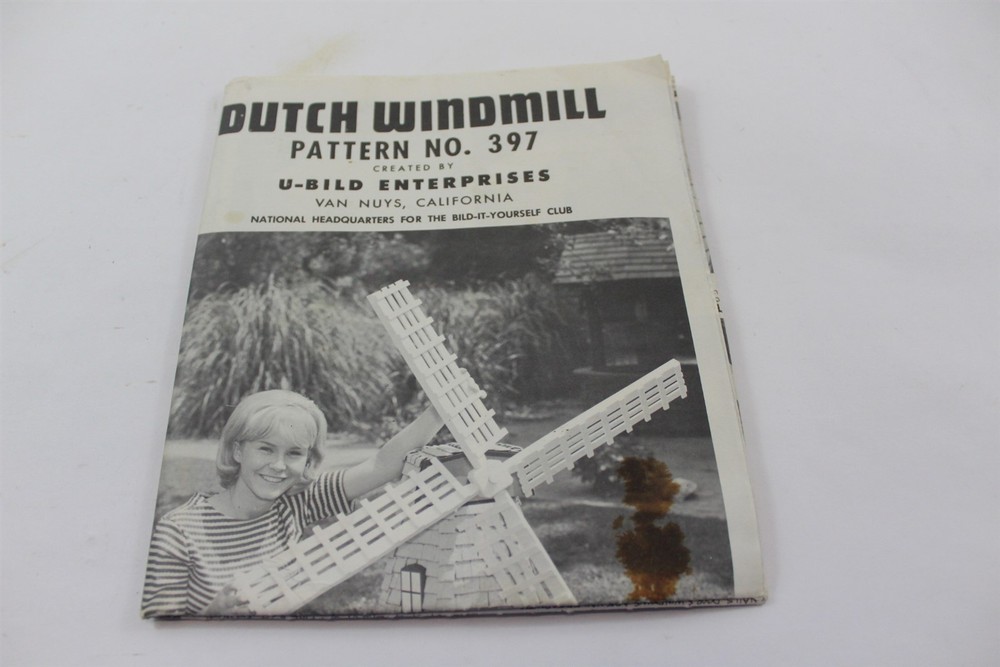 DUTCH WINDMILL
PATTERN NO. 397
CREATED BY
U-BILD ENTERPRISES
VAN NUYS, CALIFORNIA
NATIONAL HEADQUARTERS FOR THE BILD-IT-YOURSELF CLUB